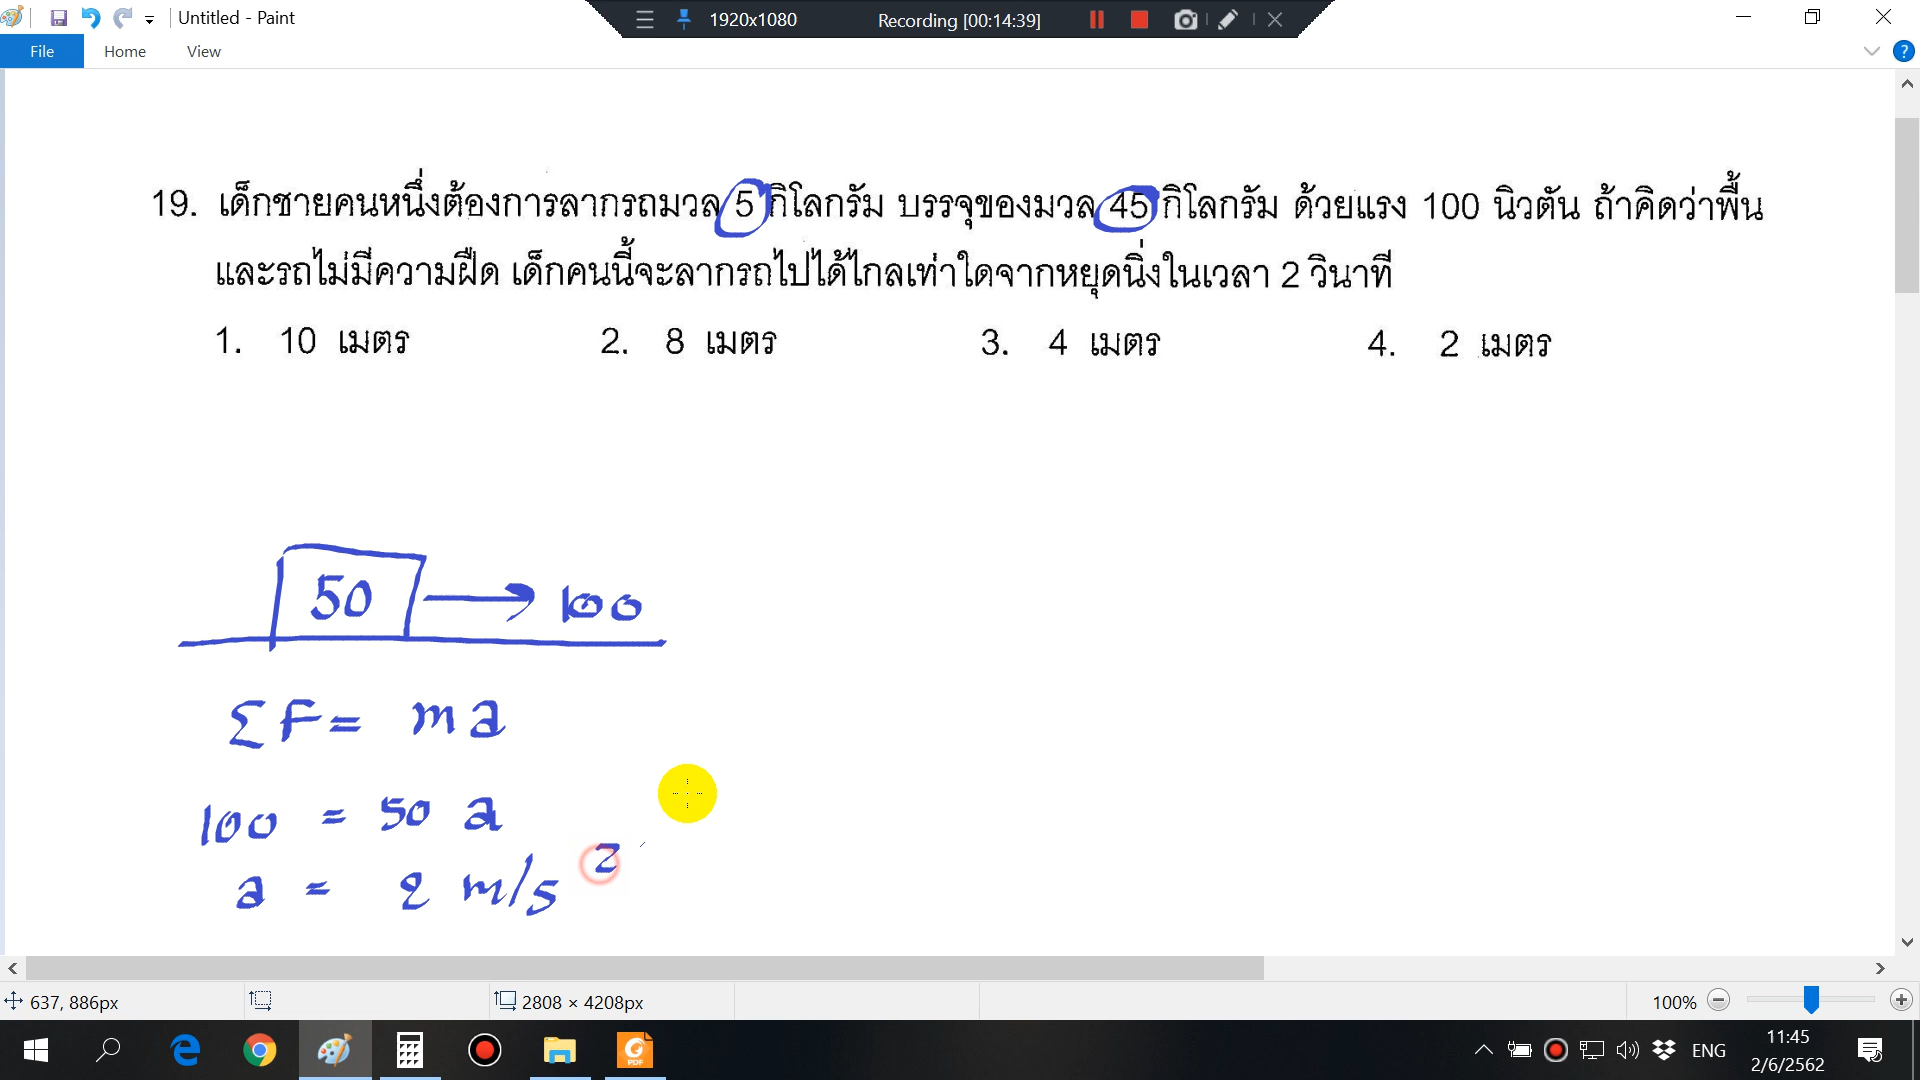 Untitled - Paint
1920x1080
Recording [00:14:39]
File Home View
19. เด็กชายคนหนึ่งต้องการลากรถมวล 5 กิโลกรัม บรรจุของมวล 45 กิโลกรัม ด้วยแรง 100 นิวตัน ถ้าคิดว่าพื้น
และรถไม่มีความฝืด เด็กคนนี้จะลากรถไปได้ไกลเท่าใดจากหยุดนิ่งในเวลา 2 วินาที
1. 10 เมตร 2. 8 เมตร 3. 4 เมตร 4. 2 เมตร
50 → 100
ΣF = ma
100 = 50 a
a = 2 m/s²
637, 886px 2808 × 4208px 100%
PDF
ENG
11:45
2/6/2562